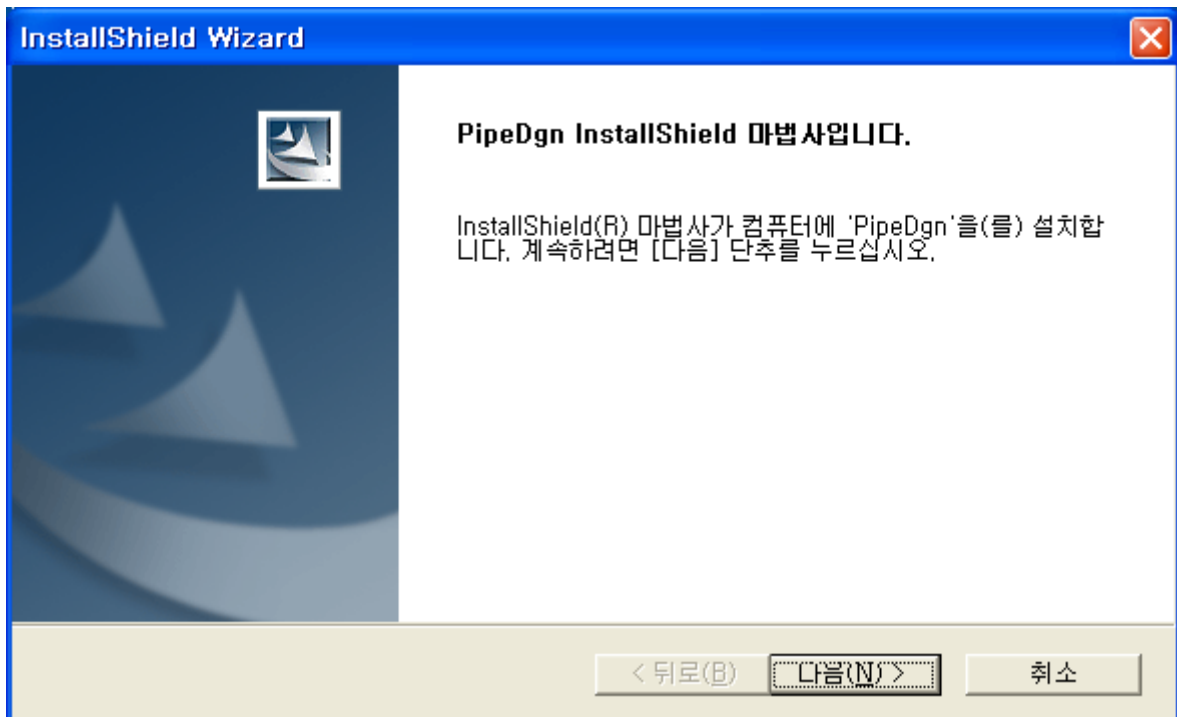 InstallShield Wizard
PipeDgn InstallShield 마법사입니다.
InstallShield(R) 마법사가 컴퓨터에 'PipeDgn'을(를) 설치합
니다. 계속하려면 [다음] 단추를 누르십시오.
< 뒤로(B) 다음(N) > 취소